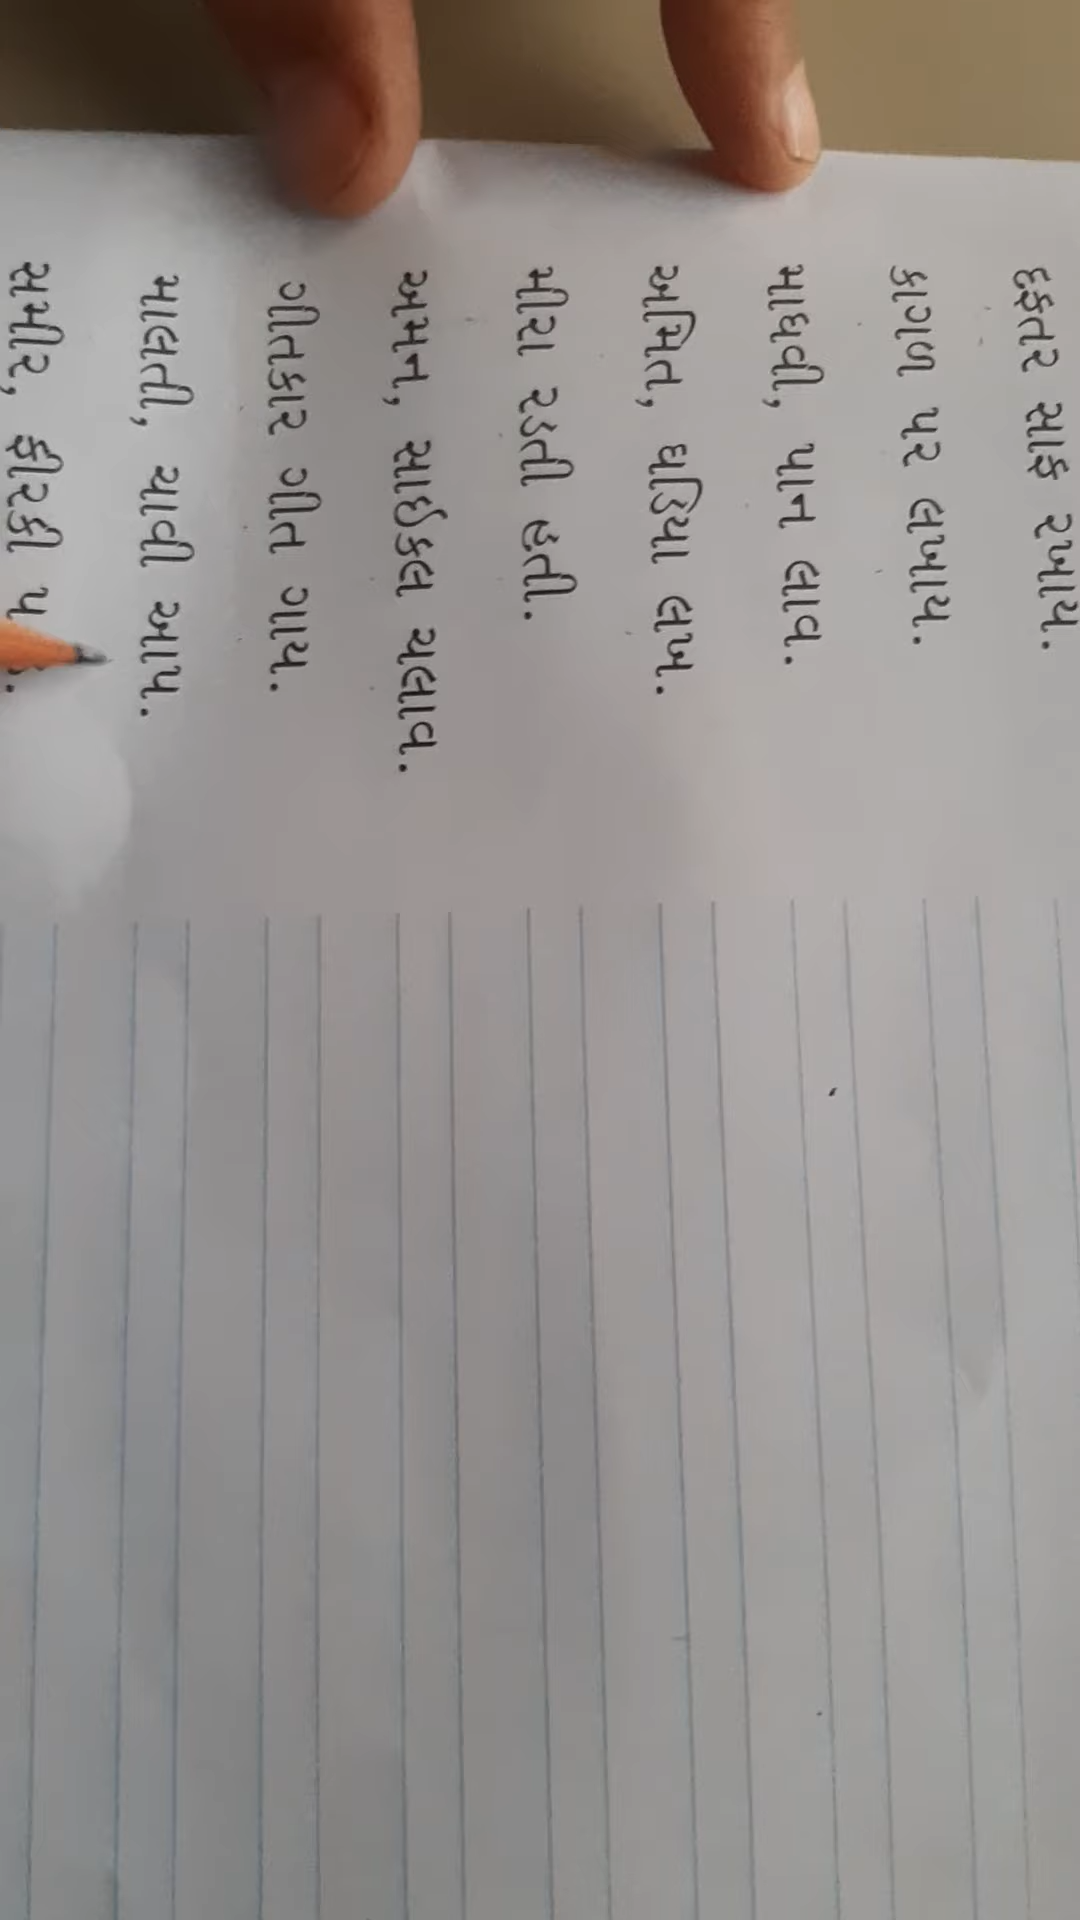 દફતર સાફ રખાય.
કાગળ પર લખાય.
માધવી, પાન લાવ.
અમિત, ઘડિયા લખ.
મીરા રડતી હતી.
અમન, સાઈકલ ચલાવ.
ગીતકાર ગીત ગાય.
માલતી, ચાવી આપ.
સમીર, ફીરકી